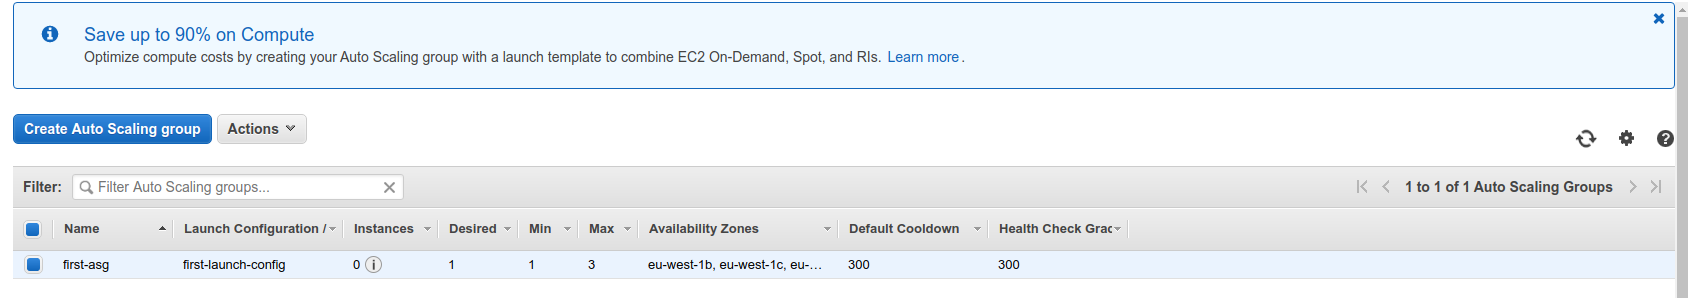 Save up to 90% on Compute
Optimize compute costs by creating your Auto Scaling group with a launch template to combine EC2 On-Demand, Spot, and RIs. Learn more.
Create Auto Scaling group Actions
Filter: Filter Auto Scaling groups... 1 to 1 of 1 Auto Scaling Groups
Name Launch Configuration / Instances Desired Min Max Availability Zones Default Cooldown Health Check Grac
first-asg first-launch-config 0 1 1 3 eu-west-1b, eu-west-1c, eu-... 300 300